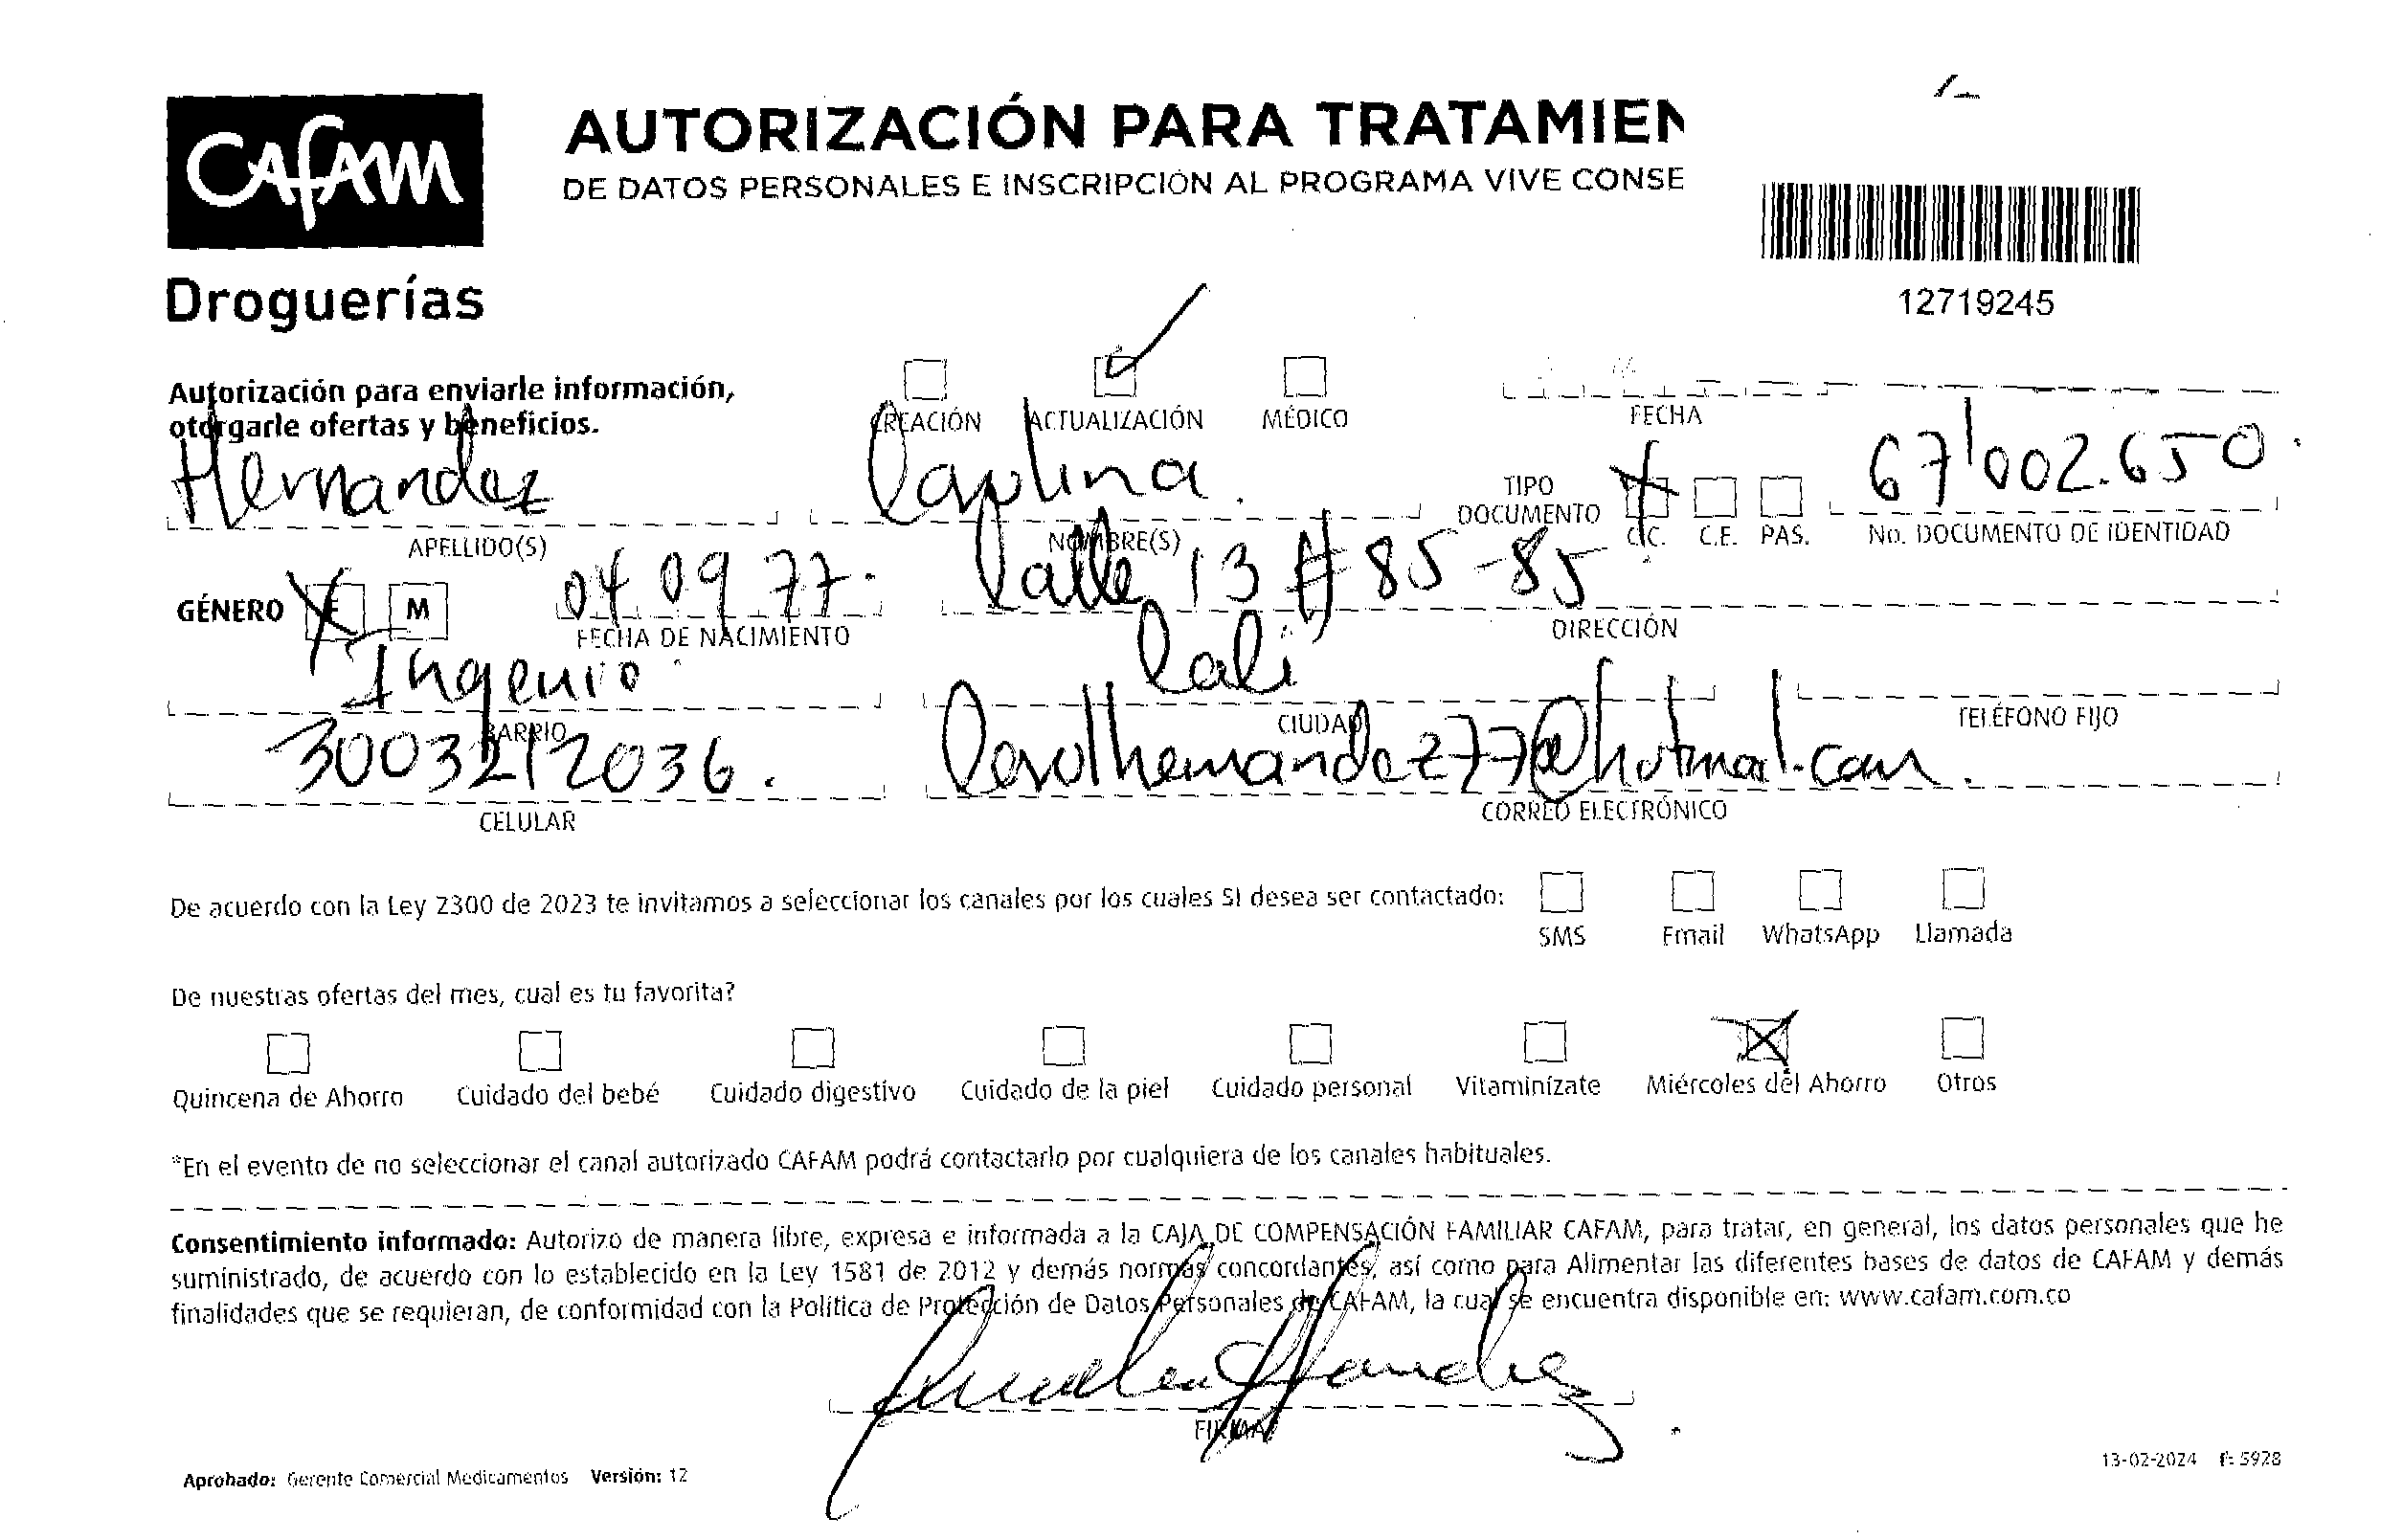 CAFAM
Droguerías
AUTORIZACIÓN PARA TRATAMIEN
DE DATOS PERSONALES E INSCRIPCIÓN AL PROGRAMA VIVE CONSE
12719245
Autorización para enviarle información,
otorgarle ofertas y beneficios.
CREACIÓN ACTUALIZACIÓN MÉDICO
FECHA
Hernandez Carolina. 67'002.650.
APELLIDO(S) NOMBRE(S) TIPO DOCUMENTO C.C. C.E. PAS. No. DOCUMENTO DE IDENTIDAD
GÉNERO F M 04 09 77. Calle 13 # 85-85
FECHA DE NACIMIENTO DIRECCIÓN
Ingenio Cali
BARRIO CIUDAD TELÉFONO FIJO
3003212036. @hotmail.com.
CELULAR CORREO ELECTRÓNICO
De acuerdo con la Ley 2300 de 2023 te invitamos a seleccionar los canales por los cuales SI desea ser contactado:
SMS Email WhatsApp Llamada
De nuestras ofertas del mes, cual es tu favorita?
Quincena de Ahorro Cuidado del bebé Cuidado digestivo Cuidado de la piel Cuidado personal Vitaminízate Miércoles del Ahorro Otros
*En el evento de no seleccionar el canal autorizado CAFAM podrá contactarlo por cualquiera de los canales habituales.
Consentimiento informado: Autorizo de manera libre, expresa e informada a la CAJA DE COMPENSACIÓN FAMILIAR CAFAM, para tratar, en general, los datos personales que he
suministrado, de acuerdo con lo establecido en la Ley 1581 de 2012 y demás normas concordantes, así como para Alimentar las diferentes bases de datos de CAFAM y demás
finalidades que se requieran, de conformidad con la Política de Protección de Datos Personales de CAFAM, la cual se encuentra disponible en: www.cafam.com.co
FIRMA
Aprobado: Gerente Comercial Medicamentos Versión: 12
13-02-2024 f: 5928